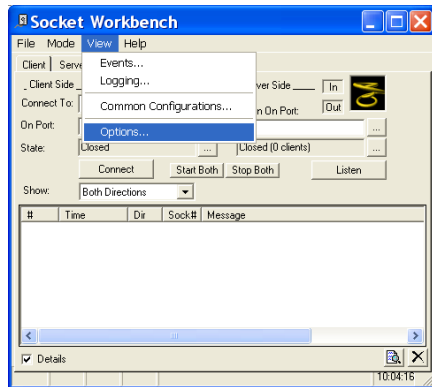 Socket Workbench
File Mode View Help
Events...
Logging...
Common Configurations...
Options...
Client Serve
Client Side ver Side In
Connect To: n On Port: Out
On Port: ...
State: Closed ... Closed (0 clients) ...
Connect Start Both Stop Both Listen
Show: Both Directions
# Time Dir Sock# Message
Details
10:04:16